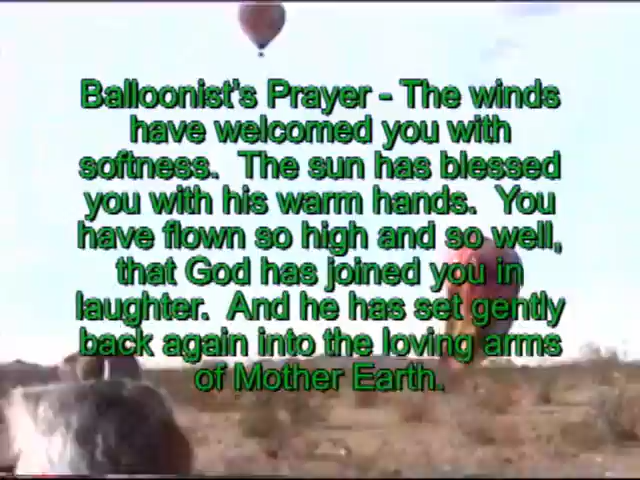 Balloonist's Prayer - The winds
have welcomed you with
softness.  The sun has blessed
you with his warm hands.  You
have flown so high and so well,
that God has joined you in
laughter.  And he has set gently
back again into the loving arms
of Mother Earth.